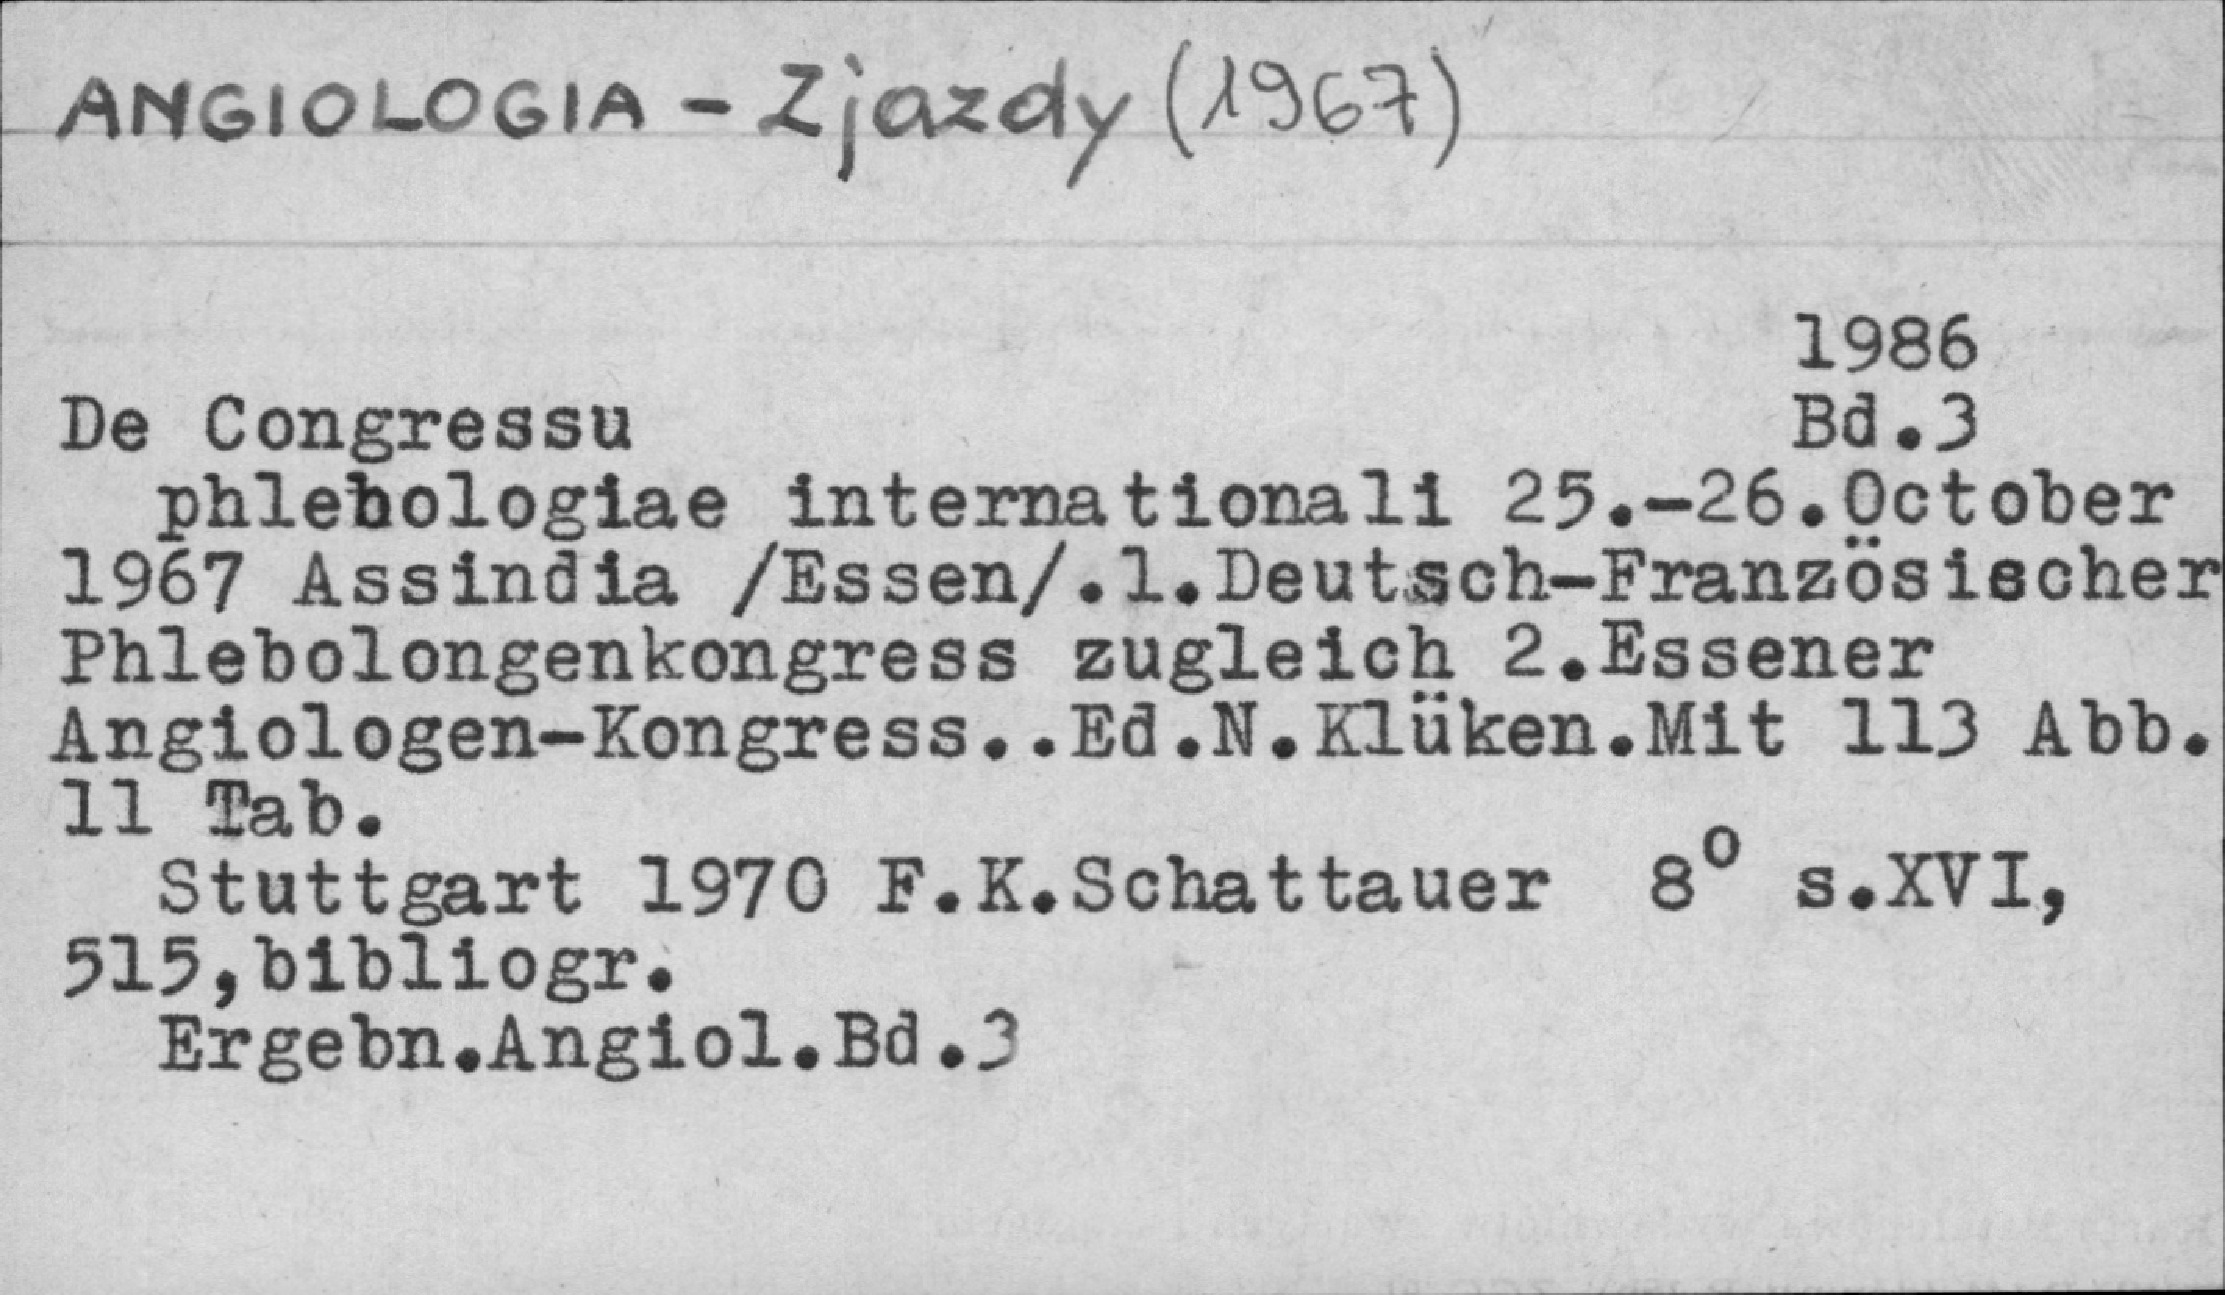 ANGIOLOGIA - Zjazdy (1967)
1986
De Congressu Bd.3
phlebologiae internationali 25.-26.October
1967 Assindia /Essen/.1.Deutsch-Französischer
Phlebolongenkongress zugleich 2.Essener
Angiologen-Kongress..Ed.N.Klüken.Mit 113 Abb.
11 Tab.
Stuttgart 1970 F.K.Schattauer 8° s.XVI,
515,bibliogr.
Ergebn.Angiol.Bd.3